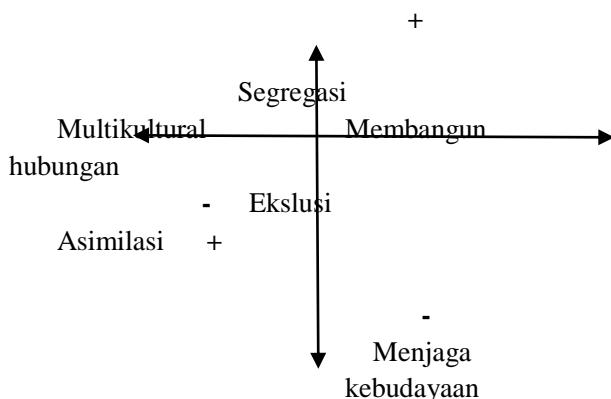 +
Segregasi
Multikultural Membangun
hubungan
- Ekslusi
Asimilasi +
-
Menjaga
kebudayaan